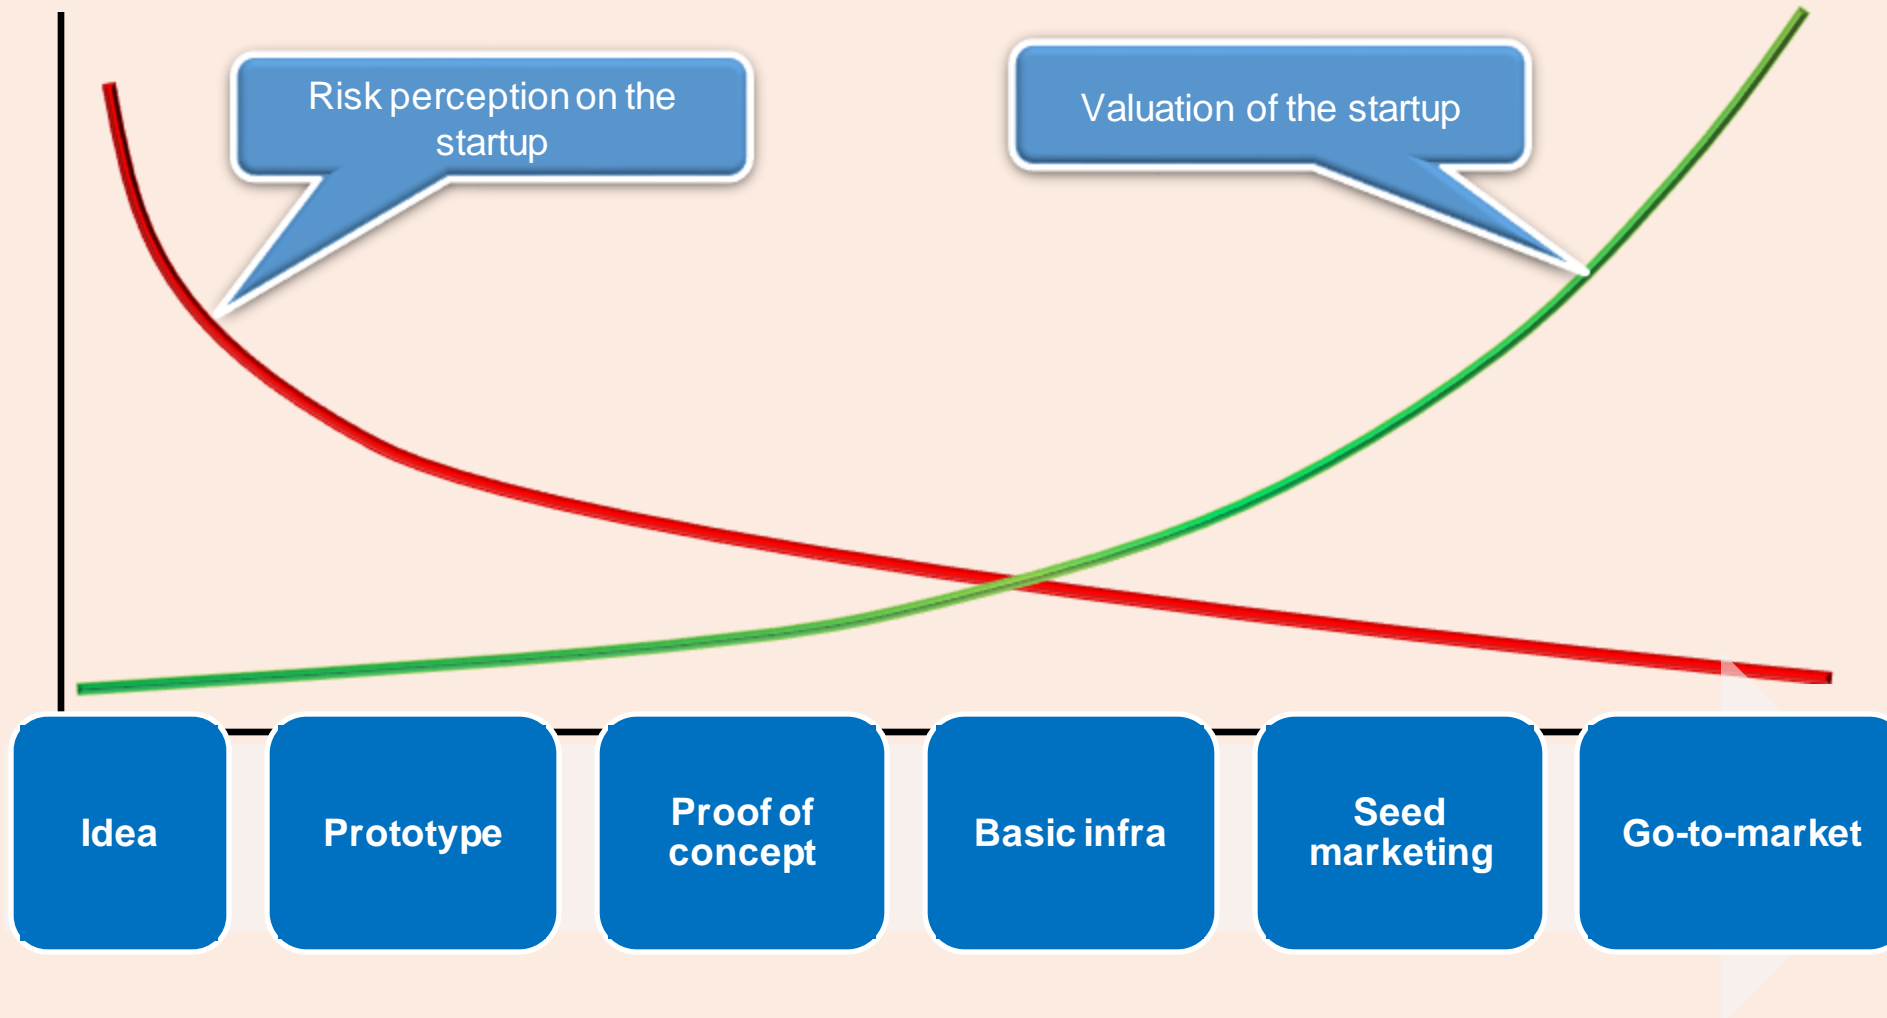 Risk perception on the
startup
Valuation of the startup
Idea
Prototype
Proof of
concept
Basic infra
Seed
marketing
Go-to-market